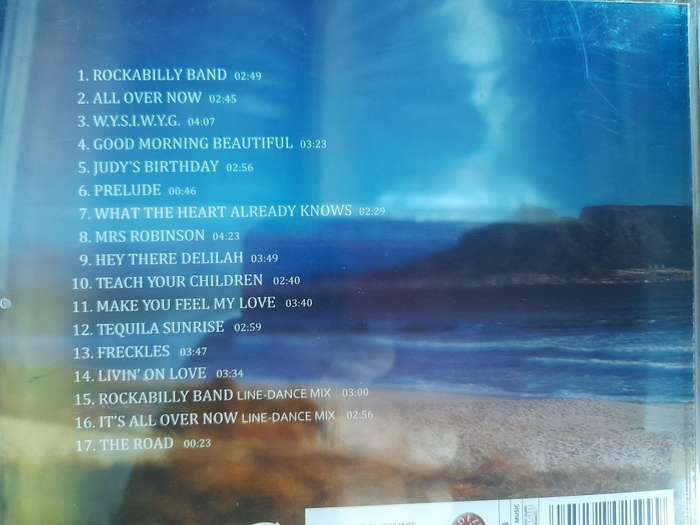 1. ROCKABILLY BAND 02:49
2. ALL OVER NOW 02:45
3. W.Y.S.I.W.Y.G. 04:07
4. GOOD MORNING BEAUTIFUL 03:23
5. JUDY'S BIRTHDAY 02:56
6. PRELUDE 00:46
7. WHAT THE HEART ALREADY KNOWS 02:29
8. MRS ROBINSON 04:23
9. HEY THERE DELILAH 03:49
10. TEACH YOUR CHILDREN 02:40
11. MAKE YOU FEEL MY LOVE 03:40
12. TEQUILA SUNRISE 02:59
13. FRECKLES 03:47
14. LIVIN' ON LOVE 03:34
15. ROCKABILLY BAND LINE-DANCE MIX 03:00
16. IT'S ALL OVER NOW LINE-DANCE MIX 02:56
17. THE ROAD 00:23
MUSIC